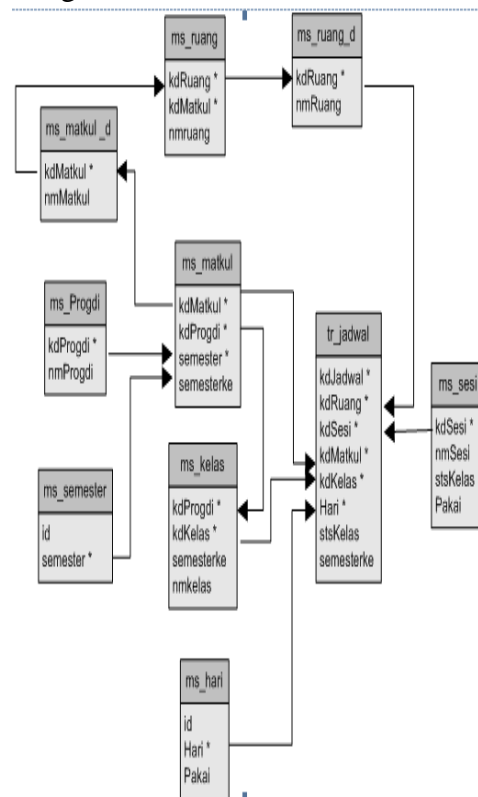 ms_ruang
kdRuang *
kdMatkul *
nmruang
ms_ruang_d
kdRuang *
nmRuang
ms_matkul _d
kdMatkul *
nmMatkul
ms_matkul
kdMatkul *
kdProgdi *
semester *
semesterke
ms_Progdi
kdProgdi *
nmProgdi
tr_jadwal
kdJadwal *
kdRuang *
kdSesi *
kdMatkul *
kdKelas *
Hari *
stsKelas
semesterke
ms_sesi
kdSesi *
nmSesi
stsKelas
Pakai
ms_semester
id
semester *
ms_kelas
kdProgdi *
kdKelas *
semesterke
nmkelas
ms_hari
id
Hari *
Pakai